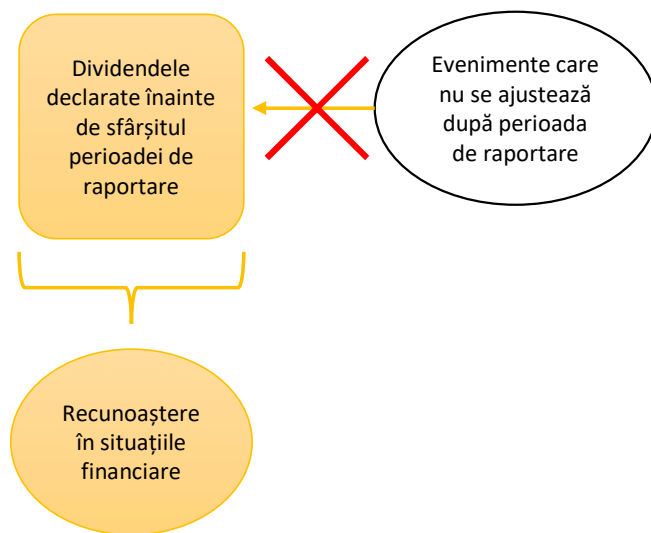 Dividendele
declarate înainte
de sfârșitul
perioadei de
raportare
Evenimente care
nu se ajustează
după perioada
de raportare
Recunoaștere
în situațiile
financiare